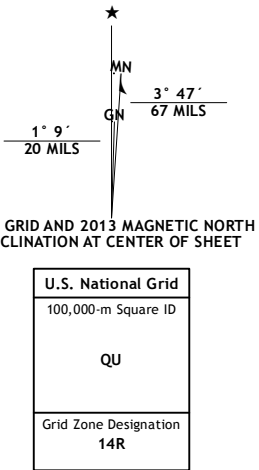 ★
MN
GN
3° 47´
67 MILS
1° 9´
20 MILS
GRID AND 2013 MAGNETIC NORTH
CLINATION AT CENTER OF SHEET
U.S. National Grid
100,000-m Square ID
QU
Grid Zone Designation
14R